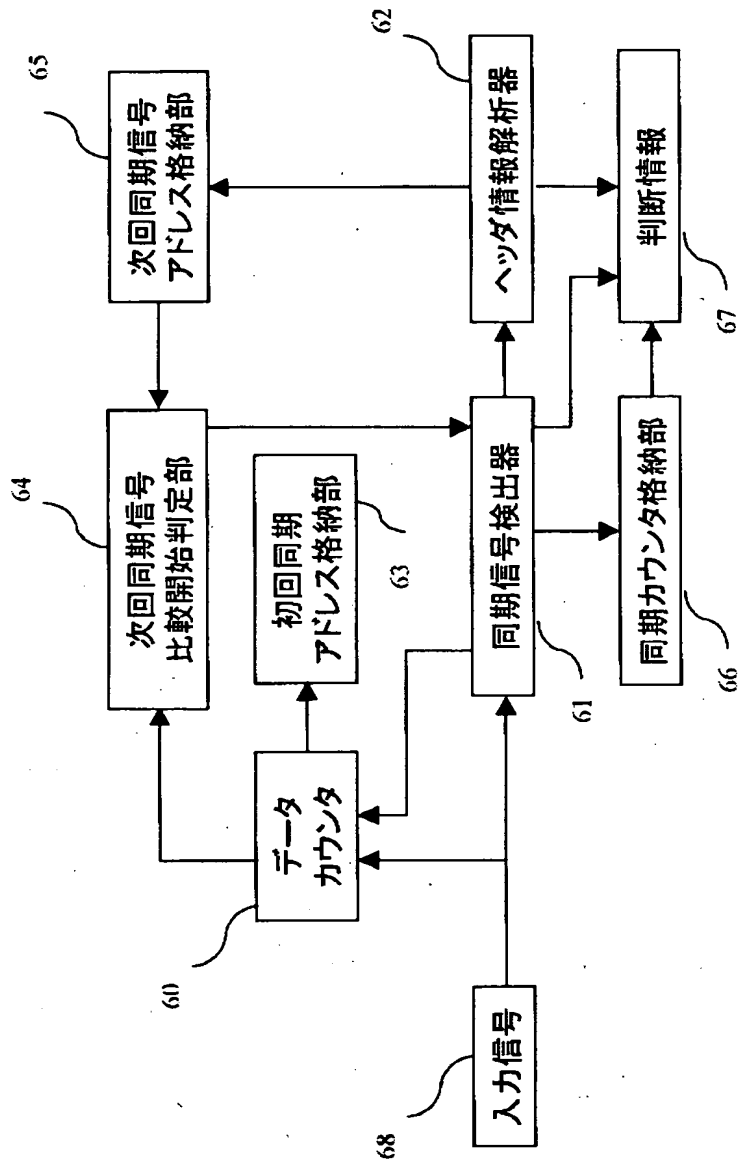 65
次回同期信号
アドレス格納部
64
次回同期信号
比較開始判定部
62
ヘッダ情報解析器
初回同期
アドレス格納部
63
データ
カウンタ
60
同期信号検出器
61
判断情報
67
同期カウンタ格納部
66
入力信号
68